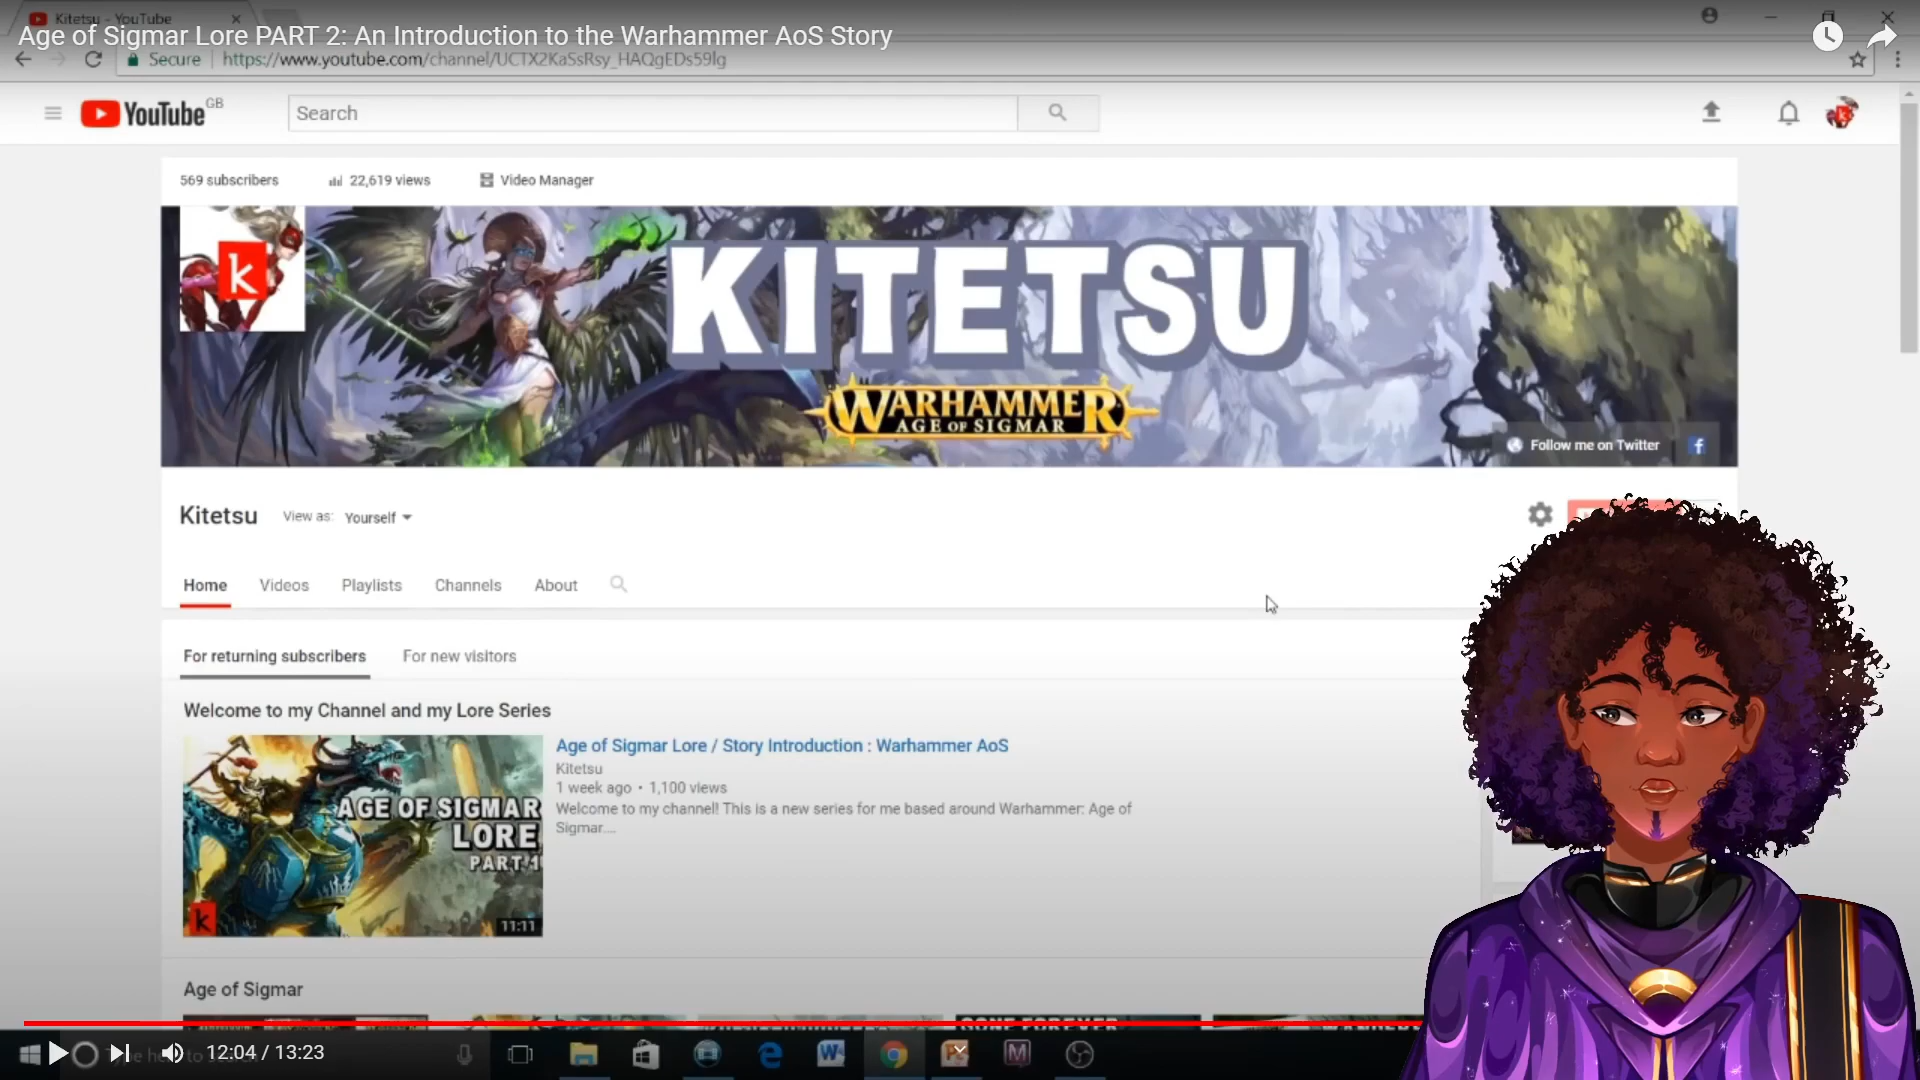 Kitetsu - YouTube
Age of Sigmar Lore PART 2: An Introduction to the Warhammer AoS Story
Secure https://www.youtube.com/channel/UCTX2KaSsRsy_HAQgEDs59lg
YouTube GB
Search
569 subscribers 22,619 views Video Manager
k
KITETSU
WARHAMMER
AGE OF SIGMAR
Follow me on Twitter
Kitetsu View as: Yourself
Home Videos Playlists Channels About
For returning subscribers For new visitors
Welcome to my Channel and my Lore Series
Age of Sigmar Lore / Story Introduction : Warhammer AoS
Kitetsu
1 week ago • 1,100 views
Welcome to my channel! This is a new series for me based around Warhammer: Age of
Sigmar....
AGE OF SIGMAR
LORE
PART 1
k
11:11
Age of Sigmar
GONE FOREVER
12:04 / 13:23